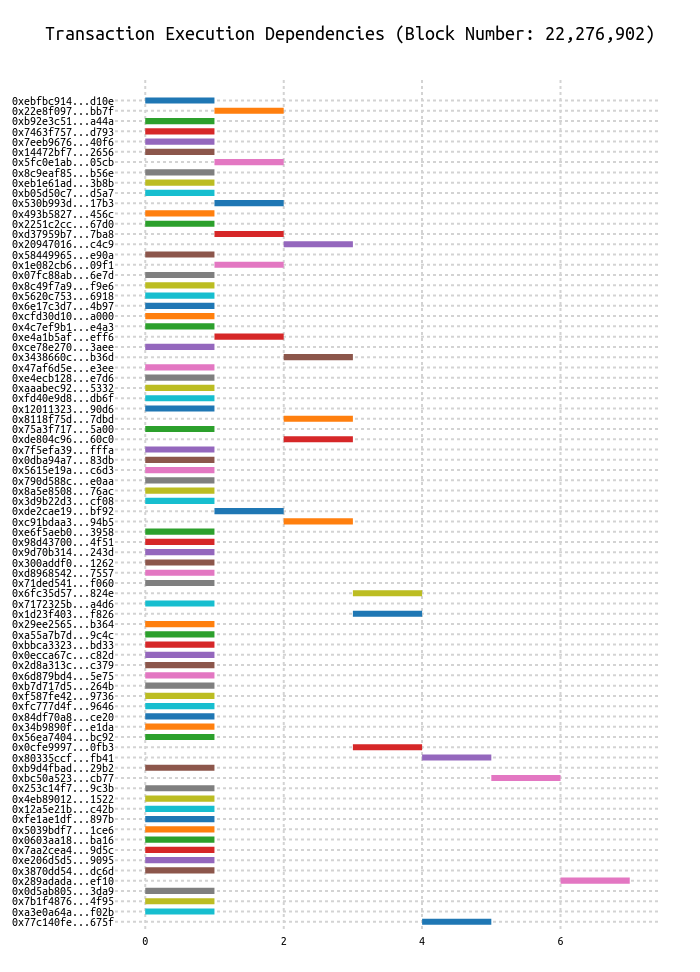 Transaction Execution Dependencies (Block Number: 22,276,902)
0xebfbc914...d10e
0x22e8f097...bb7f
0xb92e3c51...a44a
0x7463f757...d793
0x7eeb9676...40f6
0x14472bf7...2656
0x5fc0e1ab...05cb
0x8c9eaf85...b56e
0xeb1e61ad...3b8b
0xb05d50c7...d5a7
0x530b993d...17b3
0x493b5827...456c
0x2251c2cc...67d0
0xd37959b7...7ba8
0x20947016...c4c9
0x58449965...e90a
0x1e082cb6...09f1
0x07fc88ab...6e7d
0x8c49f7a9...f9e6
0x5620c753...6918
0x6e17c3d7...4b97
0xcfd30d10...a000
0x4c7ef9b1...e4a3
0xe4a1b5af...eff6
0xce78e270...3aee
0x3438660c...b36d
0x47af6d5e...e3ee
0xe4ecb128...e7d6
0xaaabec92...5332
0xfd40e9d8...db6f
0x12011323...90d6
0x8118f75d...7dbd
0x75a3f717...5a00
0xde804c96...60c0
0x7f5efa39...fffa
0x0dba94a7...83db
0x5615e19a...c6d3
0x790d588c...e0aa
0x8a5e8508...76ac
0x3d9b22d3...cf08
0xde2cae19...bf92
0xc91bdaa3...94b5
0xe6f5aeb0...3958
0x98d43700...4f51
0x9d70b314...243d
0x300addf0...1262
0xd8968542...7557
0x71ded541...f060
0x6fc35d57...824e
0x7172325b...a4d6
0x1d23f403...f826
0x29ee2565...b364
0xa55a7b7d...9c4c
0xbbca3323...bd33
0x0ecca67c...c82d
0x2d8a313c...c379
0x6d879bd4...5e75
0xb7d717d5...264b
0xf587fe42...9736
0xfc777d4f...9646
0x84df70a8...ce20
0x34b9890f...e1da
0x56ea7404...bc92
0x0cfe9997...0fb3
0x80335ccf...fb41
0xb9d4fbad...29b2
0xbc50a523...cb77
0x253c14f7...9c3b
0x4eb89012...1522
0x12a5e21b...c42b
0xfe1ae1df...897b
0x5039bdf7...1ce6
0x0603aa18...ba16
0x7aa2cea4...9d5c
0xe206d5d5...9095
0x3870dd54...dc6d
0x289adada...ef10
0x0d5ab805...3da9
0x7b1f4876...4f95
0xa3e0a64a...f02b
0x77c140fe...675f
0 2 4 6